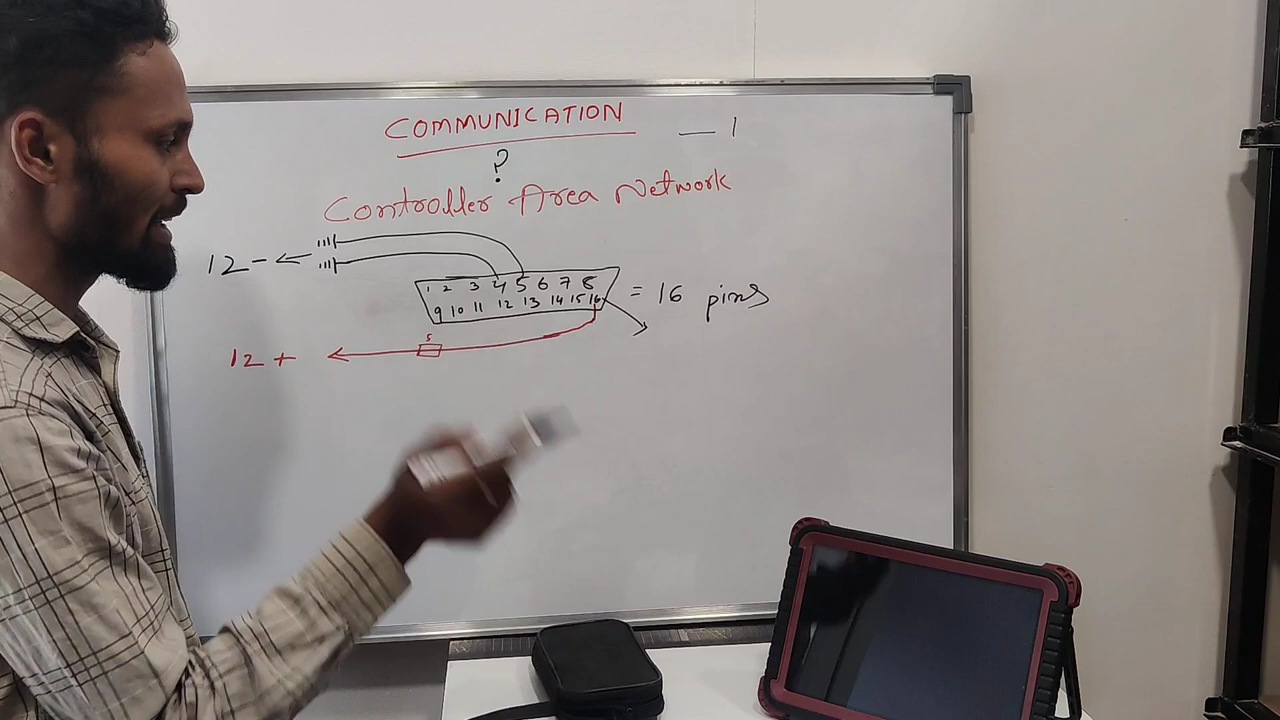 COMMUNICATION — 1
?
Controller Area Network
12 -
1 2 3 4 5 6 7 8
9 10 11 12 13 14 15 16
= 16 pins
S
12 +